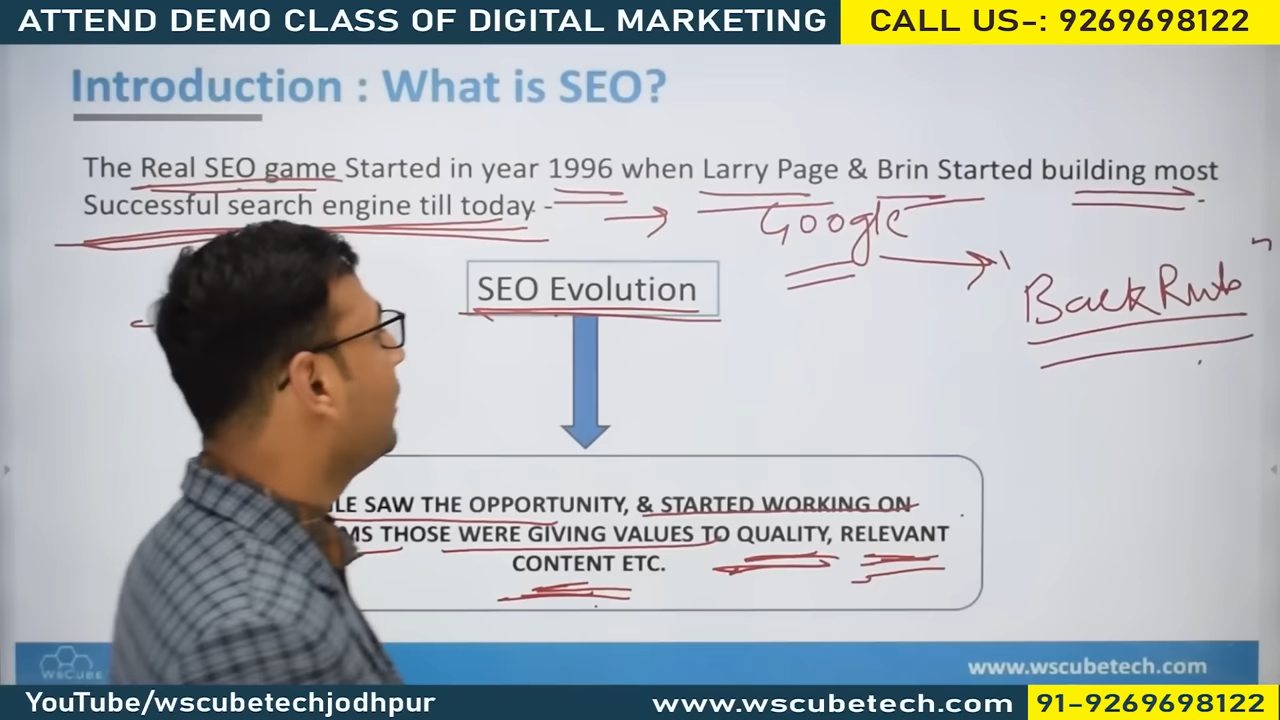 ATTEND DEMO CLASS OF DIGITAL MARKETING
CALL US-: 9269698122
Introduction : What is SEO?
The Real SEO game Started in year 1996 when Larry Page & Brin Started building most
Successful search engine till today -
Google
"BackRub"
SEO Evolution
LE SAW THE OPPORTUNITY, & STARTED WORKING ON
MS THOSE WERE GIVING VALUES TO QUALITY, RELEVANT
CONTENT ETC.
WSCUBE
www.wscubetech.com
YouTube/wscubetechjodhpur
www.wscubetech.com
91-9269698122